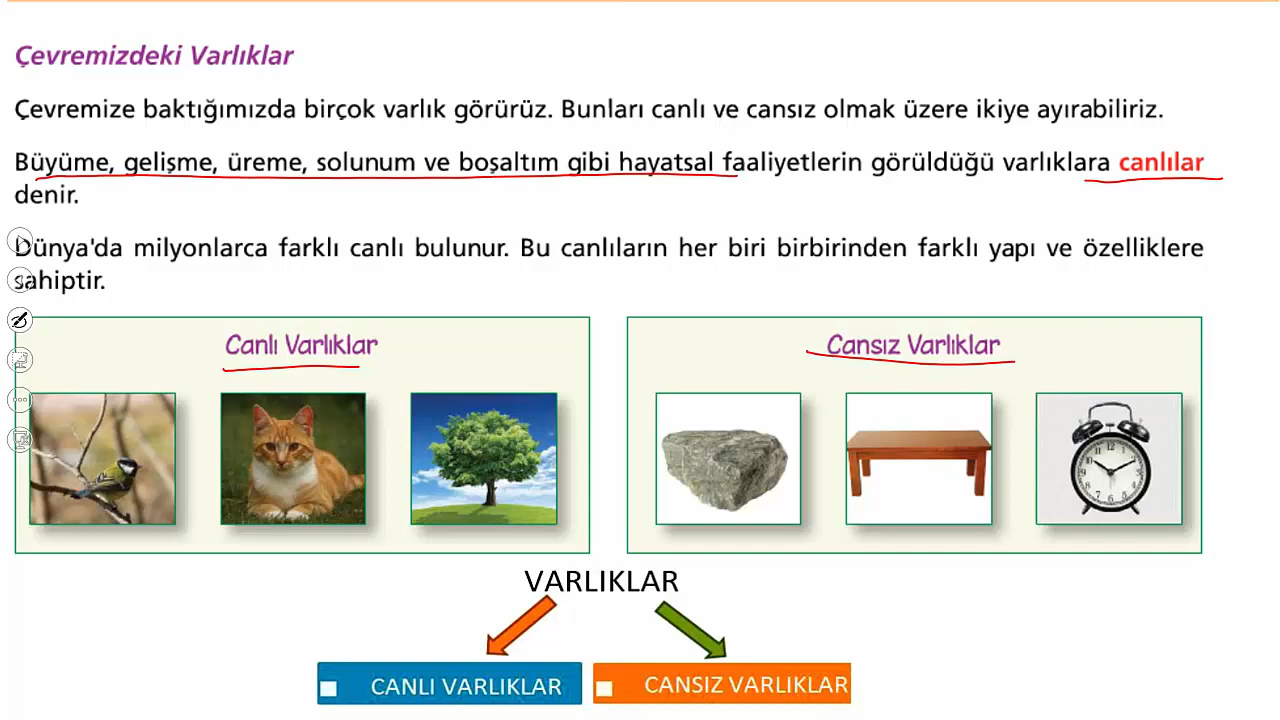 Çevremizdeki Varlıklar
Çevremize baktığımızda birçok varlık görürüz. Bunları canlı ve cansız olmak üzere ikiye ayırabiliriz.
Büyüme, gelişme, üreme, solunum ve boşaltım gibi hayatsal faaliyetlerin görüldüğü varlıklara canlılar
denir.
Dünya'da milyonlarca farklı canlı bulunur. Bu canlıların her biri birbirinden farklı yapı ve özelliklere
sahiptir.
Canlı Varlıklar
Cansız Varlıklar
VARLIKLAR
CANLI VARLIKLAR
CANSIZ VARLIKLAR